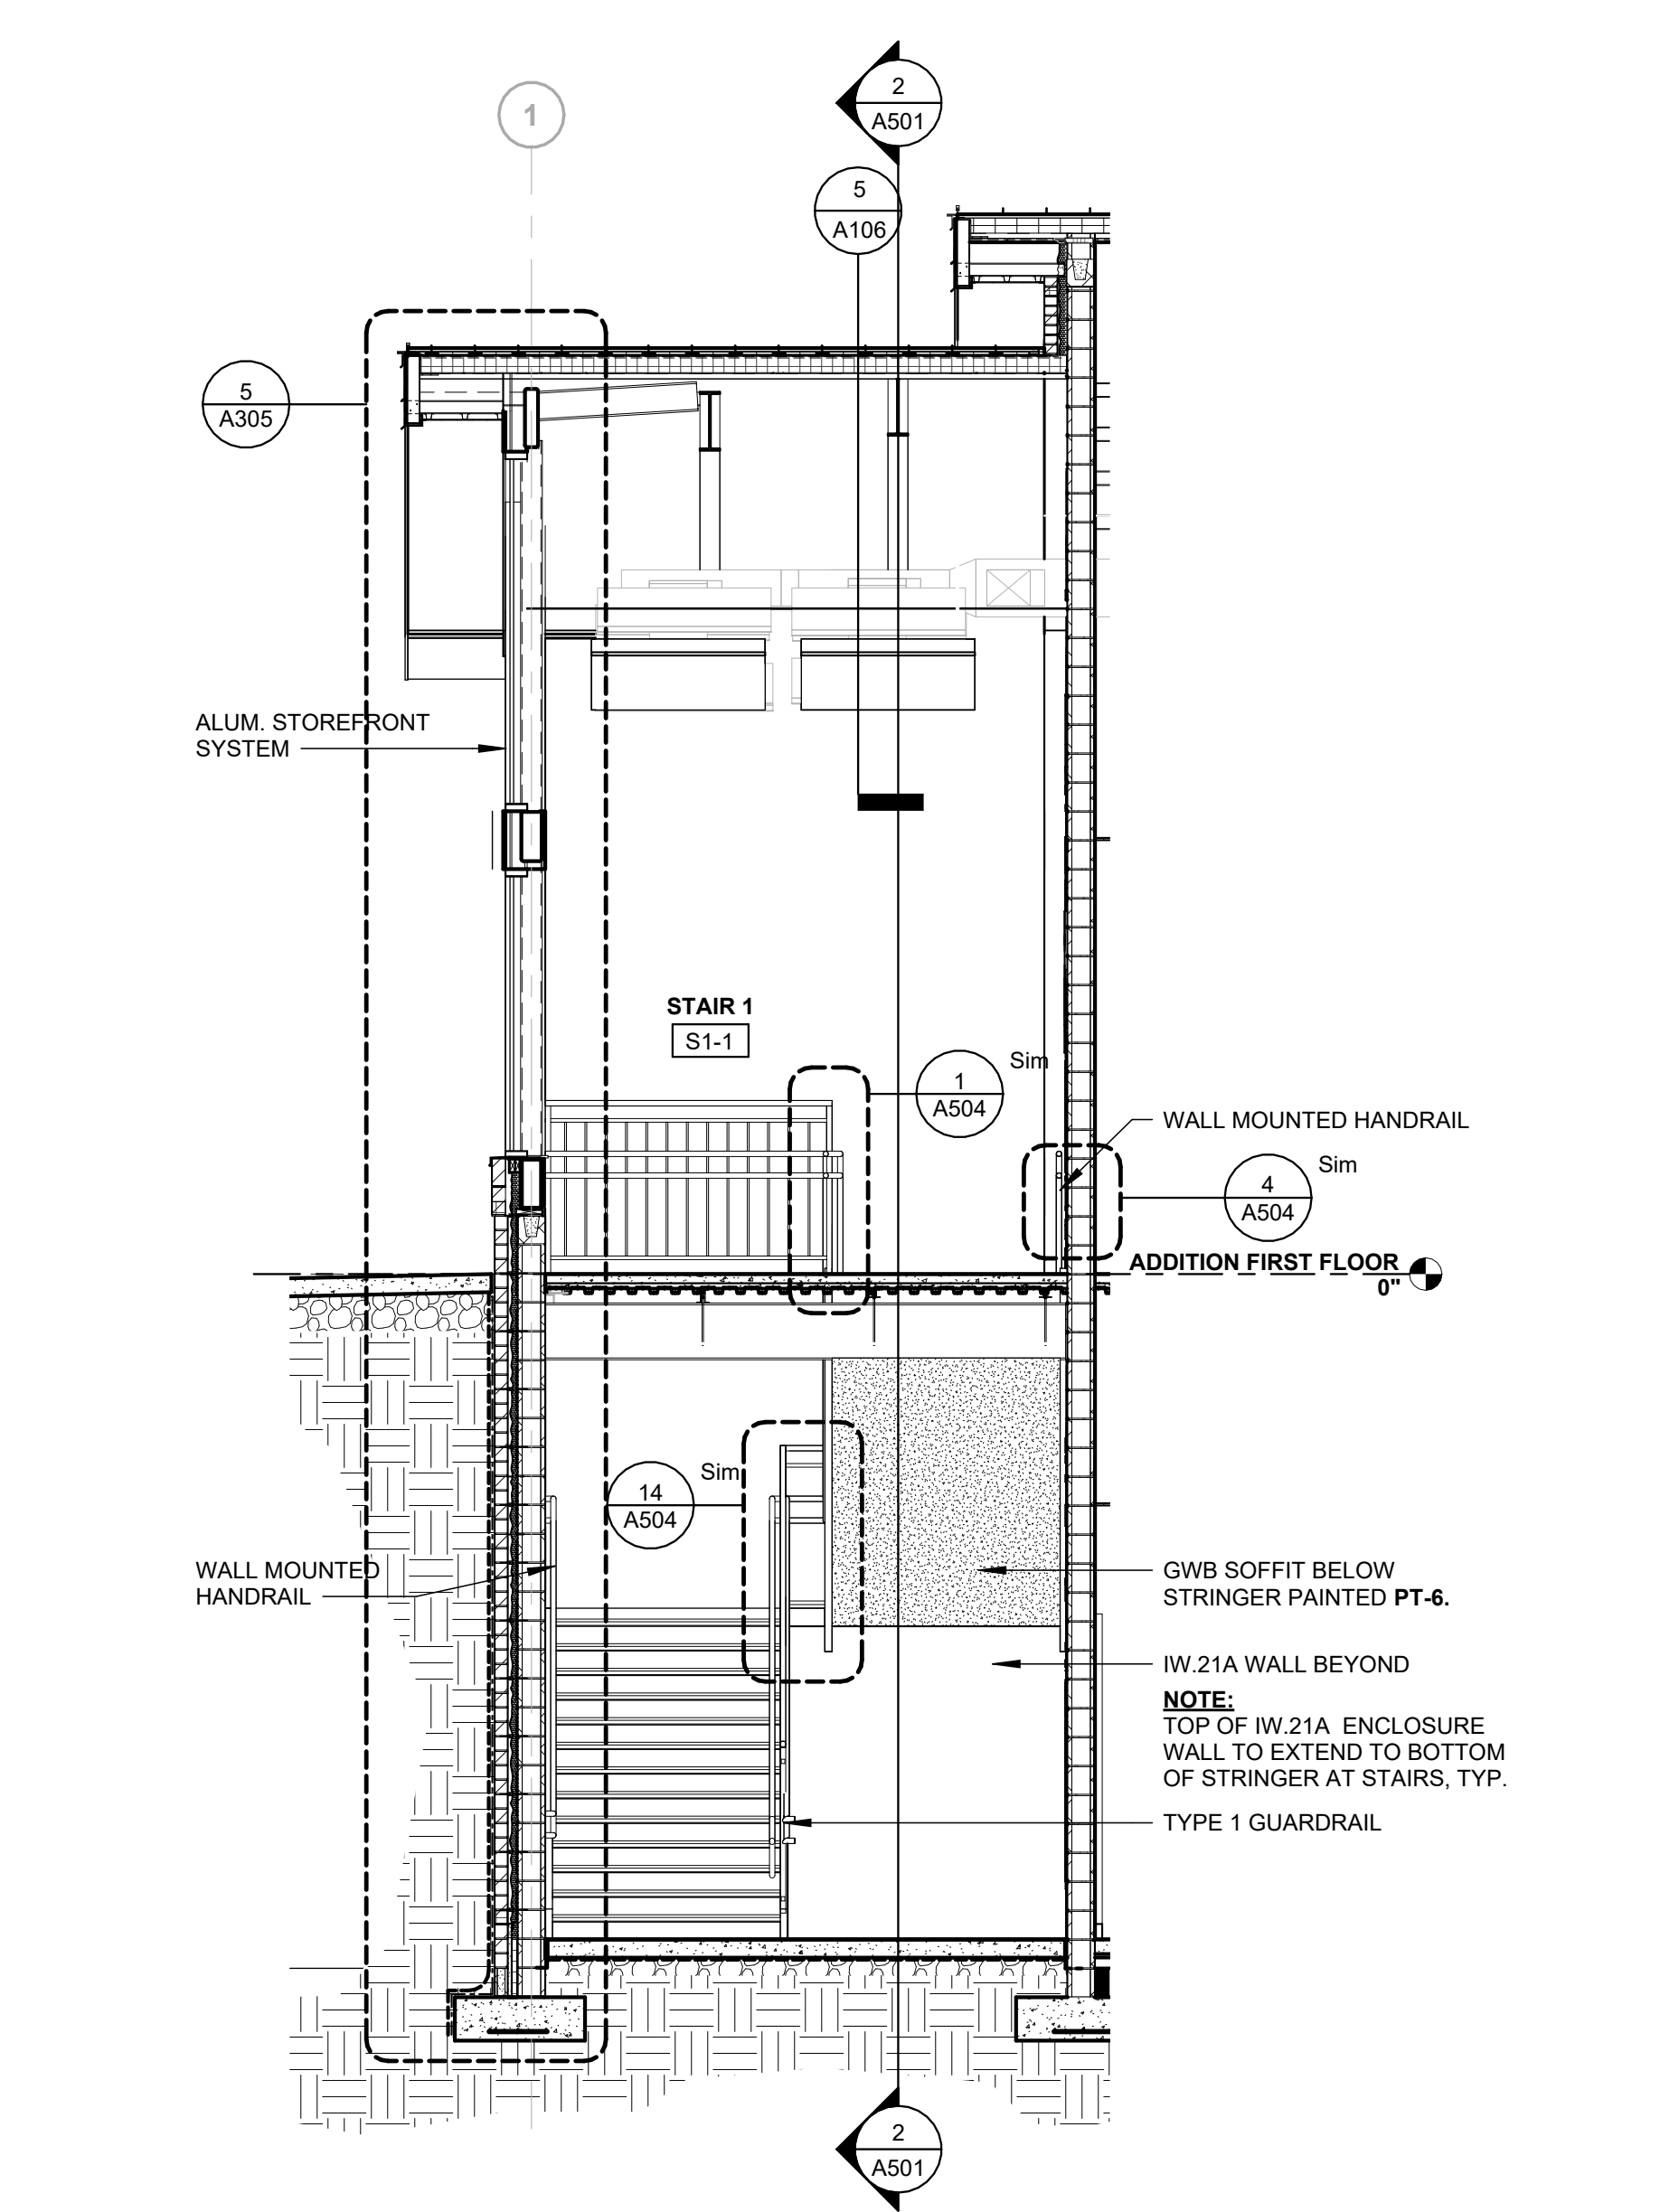 2
A501
1
5
A106
5
A305
ALUM. STOREFRONT
SYSTEM
STAIR 1
S1-1
Sim
1
A504
WALL MOUNTED HANDRAIL
Sim
4
A504
ADDITION FIRST FLOOR
0"
Sim
14
A504
WALL MOUNTED
HANDRAIL
GWB SOFFIT BELOW
STRINGER PAINTED PT-6.
IW.21A WALL BEYOND
NOTE:
TOP OF IW.21A ENCLOSURE
WALL TO EXTEND TO BOTTOM
OF STRINGER AT STAIRS, TYP.
TYPE 1 GUARDRAIL
2
A501